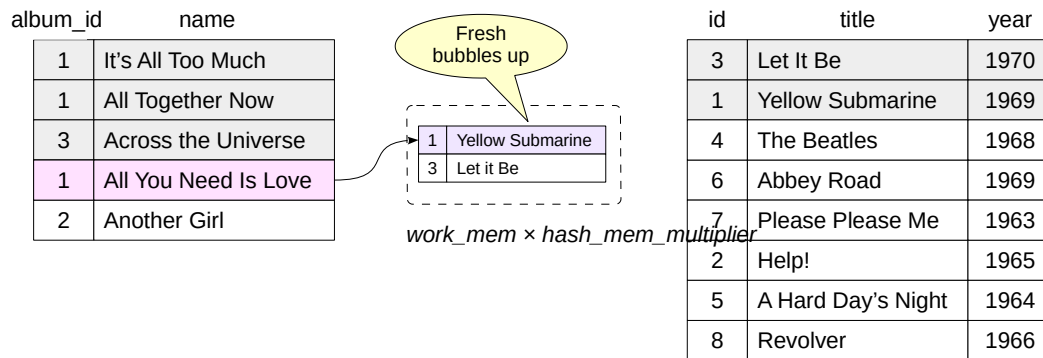 album_id name
1 It's All Too Much
1 All Together Now
3 Across the Universe
1 All You Need Is Love
2 Another Girl
Fresh
bubbles up
1 Yellow Submarine
3 Let it Be
work_mem × hash_mem_multiplier
id title year
3 Let It Be 1970
1 Yellow Submarine 1969
4 The Beatles 1968
6 Abbey Road 1969
7 Please Please Me 1963
2 Help! 1965
5 A Hard Day's Night 1964
8 Revolver 1966